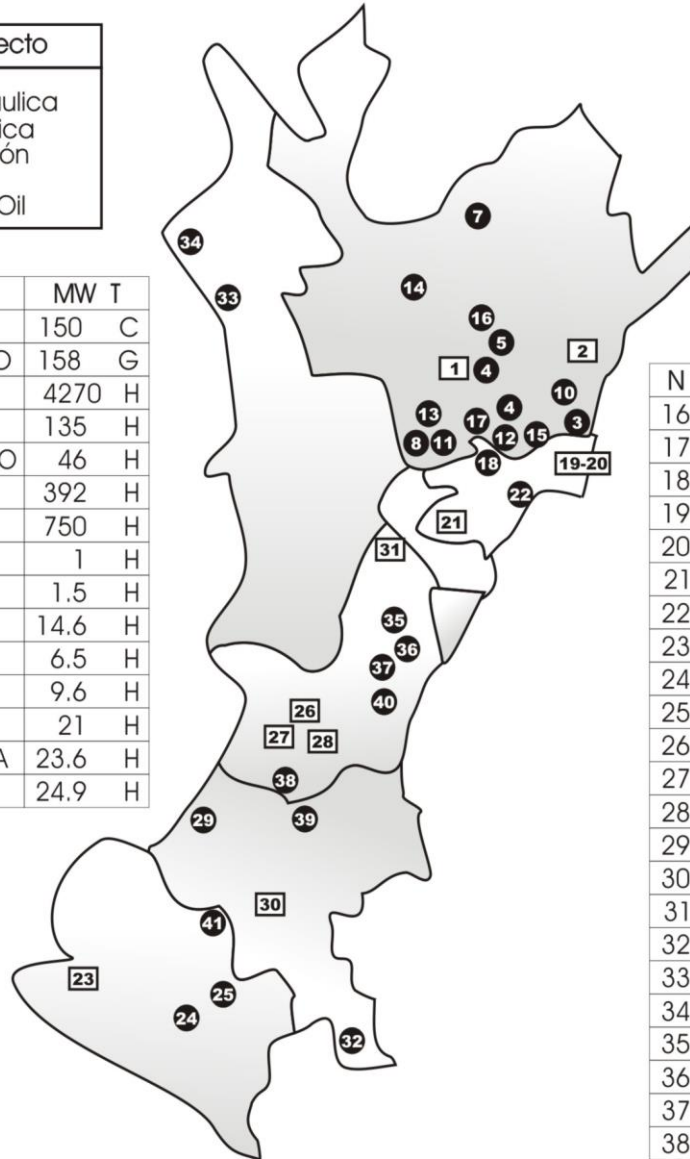 ecto
ulica
ica
ón
Oil
MW T
150 C
O 158 G
4270 H
135 H
O 46 H
392 H
750 H
1 H
1.5 H
14.6 H
6.5 H
9.6 H
21 H
A 23.6 H
24.9 H
7
34
14
33
16
5
2
1
4
10
13
17
4
3
8
11
12
15
18
19-20
22
21
31
35
36
37
40
26
27
28
38
29
39
30
41
23
25
24
32
N
16
17
18
19
20
21
22
23
24
25
26
27
28
29
30
31
32
33
34
35
36
37
38